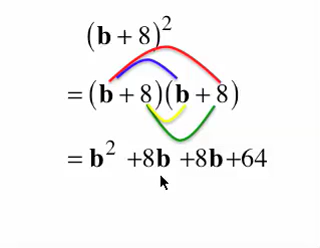 (b + 8)²
= (b + 8)(b + 8)
= b² +8b +8b+64